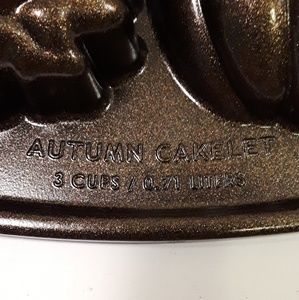 AUTUMN CAKELET
3 CUPS / 0.71 LITERS